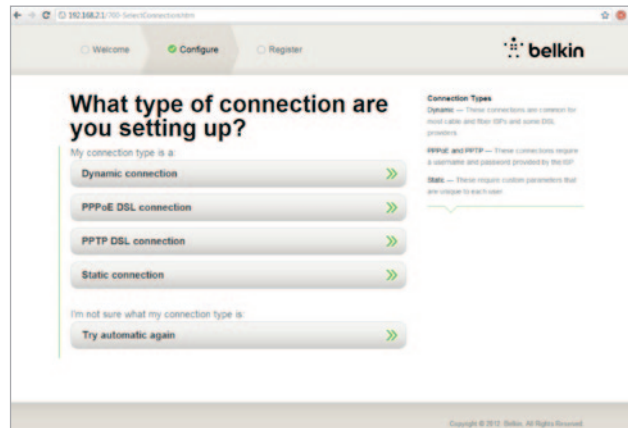 192.168.2.1/700-SelectConnection.htm
Welcome
Configure
Register
belkin
What type of connection are
you setting up?
My connection type is a:
Dynamic connection
PPPoE DSL connection
PPTP DSL connection
Static connection
I'm not sure what my connection type is:
Try automatic again
Connection Types
Dynamic — These connections are common for
most cable and fiber ISPs and some DSL
providers
PPPoE and PPTP — These connections require
a username and password provided by the ISP
Static — These require custom parameters that
are unique to each user
Copyright © 2012 Belkin. All Rights Reserved.